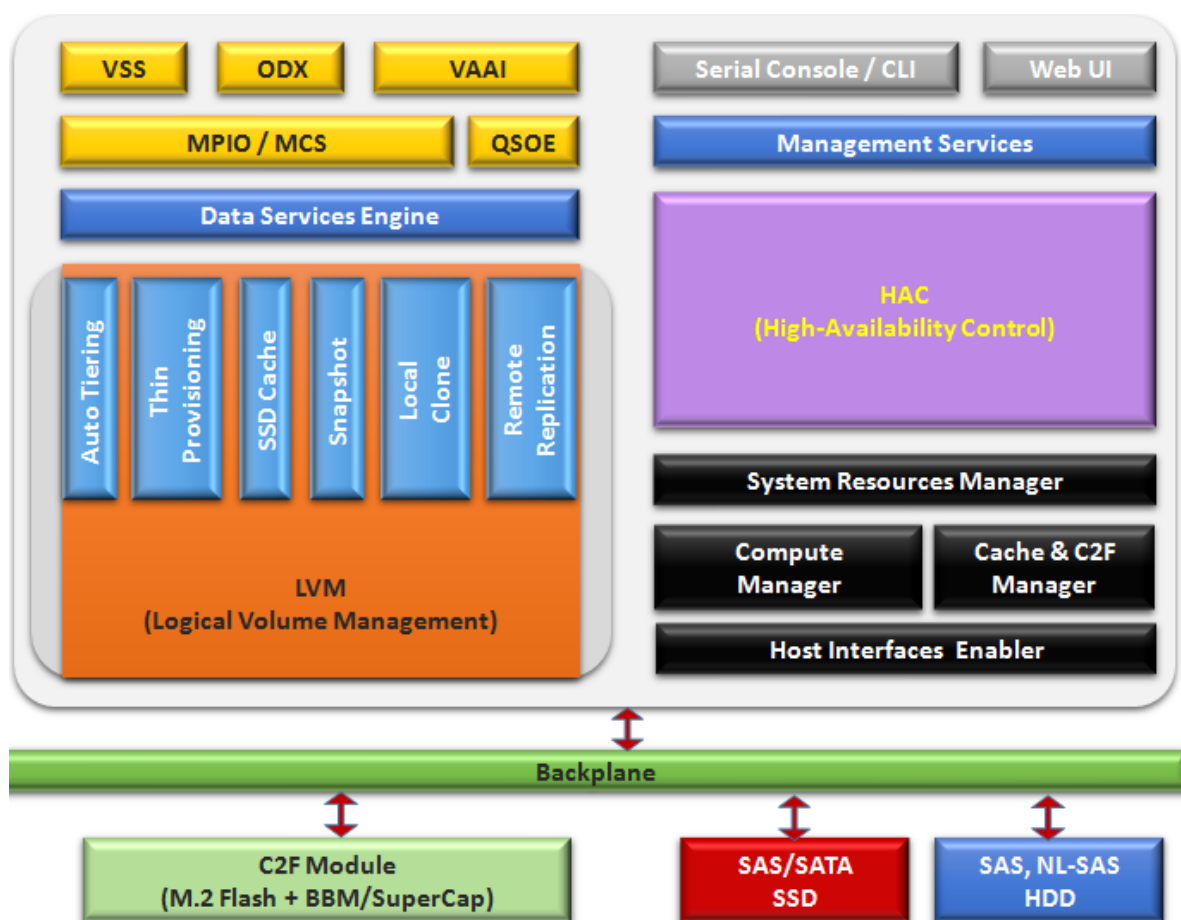 VSS
ODX
VAAI
MPIO / MCS
QSOE
Data Services Engine
Auto Tiering
Thin
Provisioning
SSD Cache
Snapshot
Local
Clone
Remote
Replication
LVM
(Logical Volume Management)
Serial Console / CLI
Web UI
Management Services
HAC
(High-Availability Control)
System Resources Manager
Compute
Manager
Cache & C2F
Manager
Host Interfaces Enabler
Backplane
C2F Module
(M.2 Flash + BBM/SuperCap)
SAS/SATA
SSD
SAS, NL-SAS
HDD